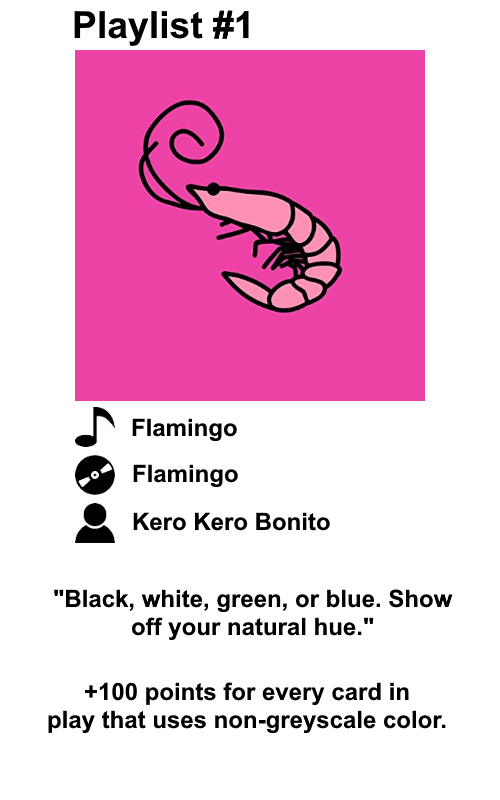 Playlist #1
Flamingo
Flamingo
Kero Kero Bonito
"Black, white, green, or blue. Show
off your natural hue."
+100 points for every card in
play that uses non-greyscale color.